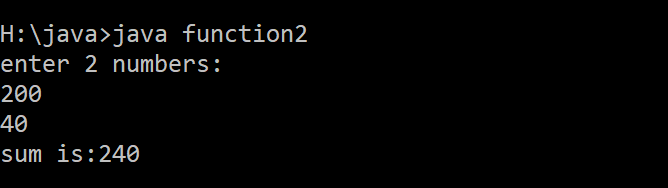 H:\java>java function2
enter 2 numbers:
200
40
sum is:240